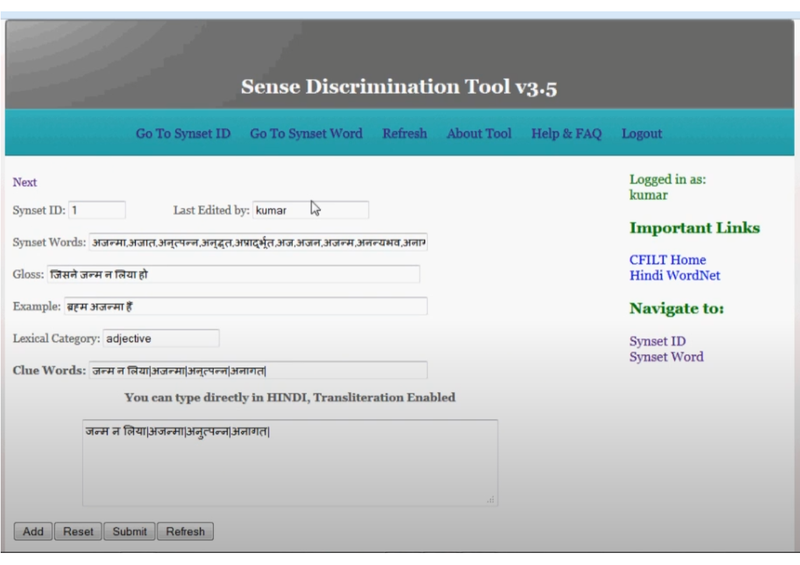 Sense Discrimination Tool v3.5
Go To Synset ID Go To Synset Word Refresh About Tool Help & FAQ Logout
Next
Synset ID: 1 Last Edited by: kumar
Synset Words: अजन्मा,अजात,अनुत्पन्न,अनुद्भूत,अप्रादुर्भूत,अज,अजन,अजन्म,अनन्यभव,अनाग
Gloss: जिसने जन्म न लिया हो
Example: ब्रह्म अजन्मा हैं
Lexical Category: adjective
Clue Words: जन्म न लिया|अजन्मा|अनुत्पन्न|अनागत|
You can type directly in HINDI, Transliteration Enabled
जन्म न लिया|अजन्मा|अनुत्पन्न|अनागत|
Add Reset Submit Refresh
Logged in as:
kumar
Important Links
CFILT Home
Hindi WordNet
Navigate to:
Synset ID
Synset Word